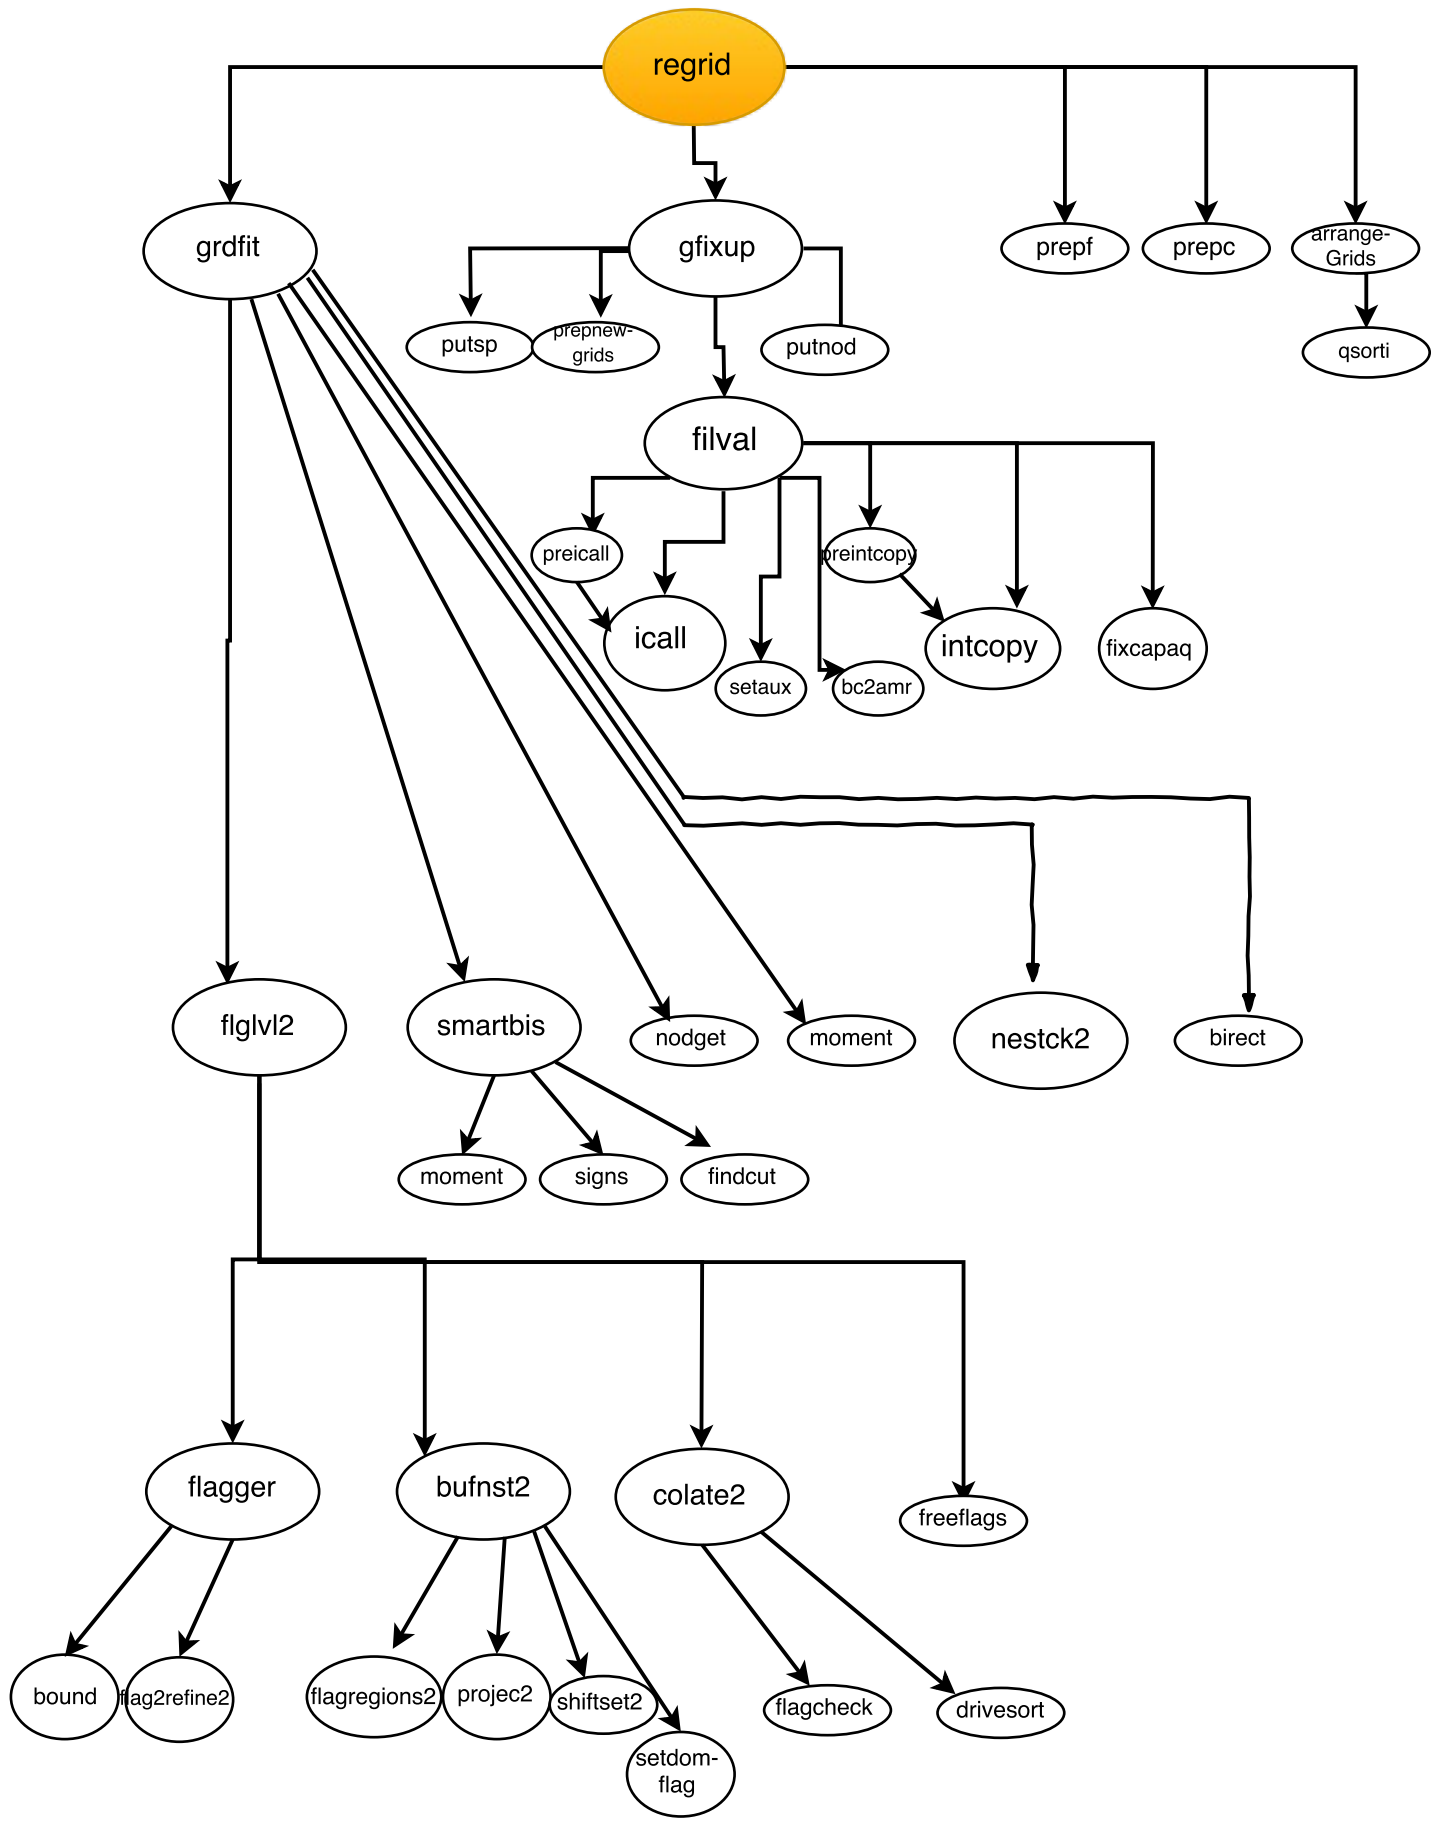 regrid
grdfit
gfixup
prepf
prepc
arrange-
Grids
putsp
prepnew-
grids
putnod
qsorti
filval
preicall
preintcopy
icall
setaux
bc2amr
intcopy
fixcapaq
flglvl2
smartbis
nodget
moment
nestck2
birect
moment
signs
findcut
flagger
bufnst2
colate2
freeflags
bound
flag2refine2
flagregions2
projec2
shiftset2
flagcheck
drivesort
setdom-
flag